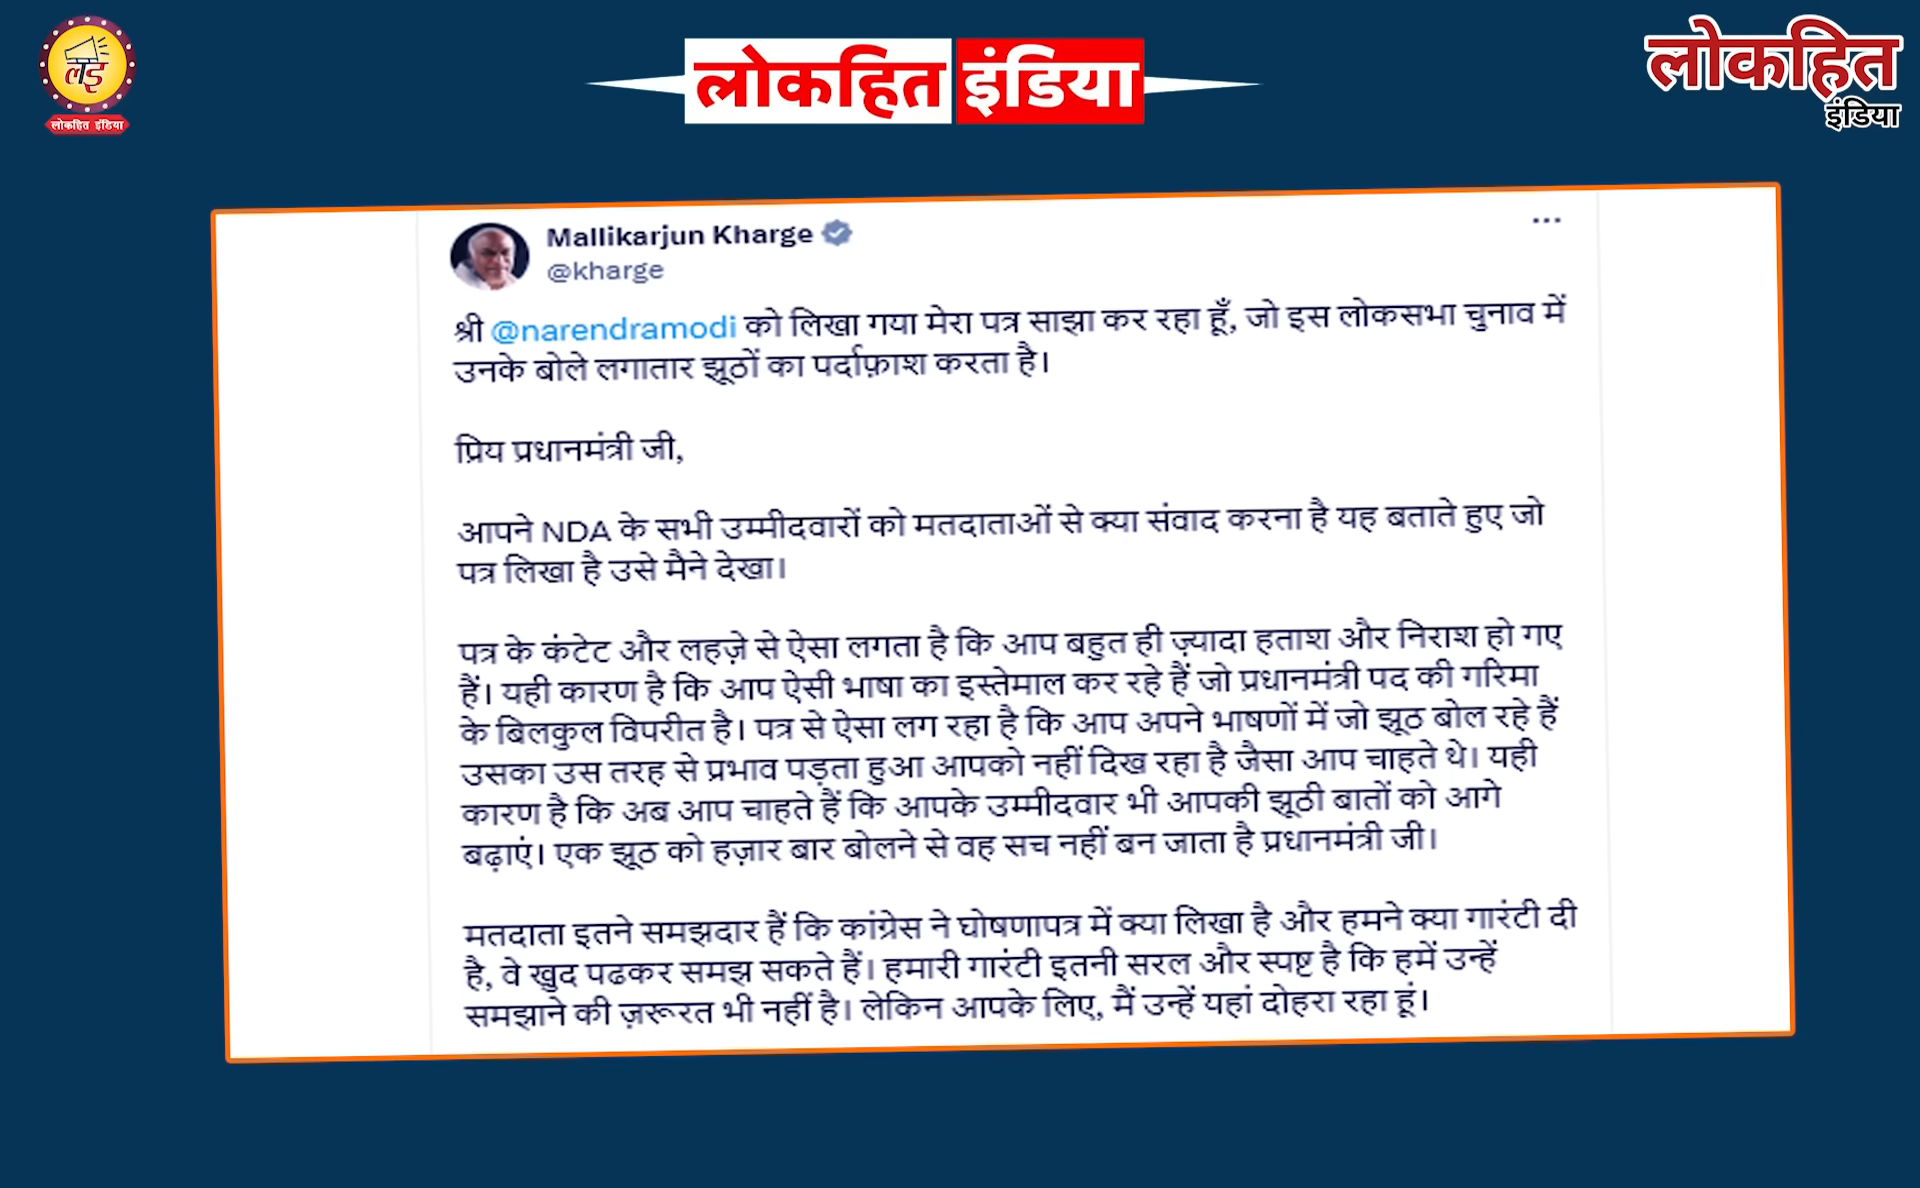 लई
लोकहित इंडिया
लोकहित इंडिया
लोकहित
इंडिया
Mallikarjun Kharge
@kharge
श्री @narendramodi को लिखा गया मेरा पत्र साझा कर रहा हूँ, जो इस लोकसभा चुनाव में
उनके बोले लगातार झूठों का पर्दाफ़ाश करता है।
प्रिय प्रधानमंत्री जी,
आपने NDA के सभी उम्मीदवारों को मतदाताओं से क्या संवाद करना है यह बताते हुए जो
पत्र लिखा है उसे मैने देखा।
पत्र के कंटेट और लहज़े से ऐसा लगता है कि आप बहुत ही ज़्यादा हताश और निराश हो गए
हैं। यही कारण है कि आप ऐसी भाषा का इस्तेमाल कर रहे हैं जो प्रधानमंत्री पद की गरिमा
के बिलकुल विपरीत है। पत्र से ऐसा लग रहा है कि आप अपने भाषणों में जो झूठ बोल रहे हैं
उसका उस तरह से प्रभाव पड़ता हुआ आपको नहीं दिख रहा है जैसा आप चाहते थे। यही
कारण है कि अब आप चाहते हैं कि आपके उम्मीदवार भी आपकी झूठी बातों को आगे
बढ़ाएं। एक झूठ को हज़ार बार बोलने से वह सच नहीं बन जाता है प्रधानमंत्री जी।
मतदाता इतने समझदार हैं कि कांग्रेस ने घोषणापत्र में क्या लिखा है और हमने क्या गारंटी दी
है, वे खुद पढकर समझ सकते हैं। हमारी गारंटी इतनी सरल और स्पष्ट है कि हमें उन्हें
समझाने की ज़रूरत भी नहीं है। लेकिन आपके लिए, मैं उन्हें यहां दोहरा रहा हूं।